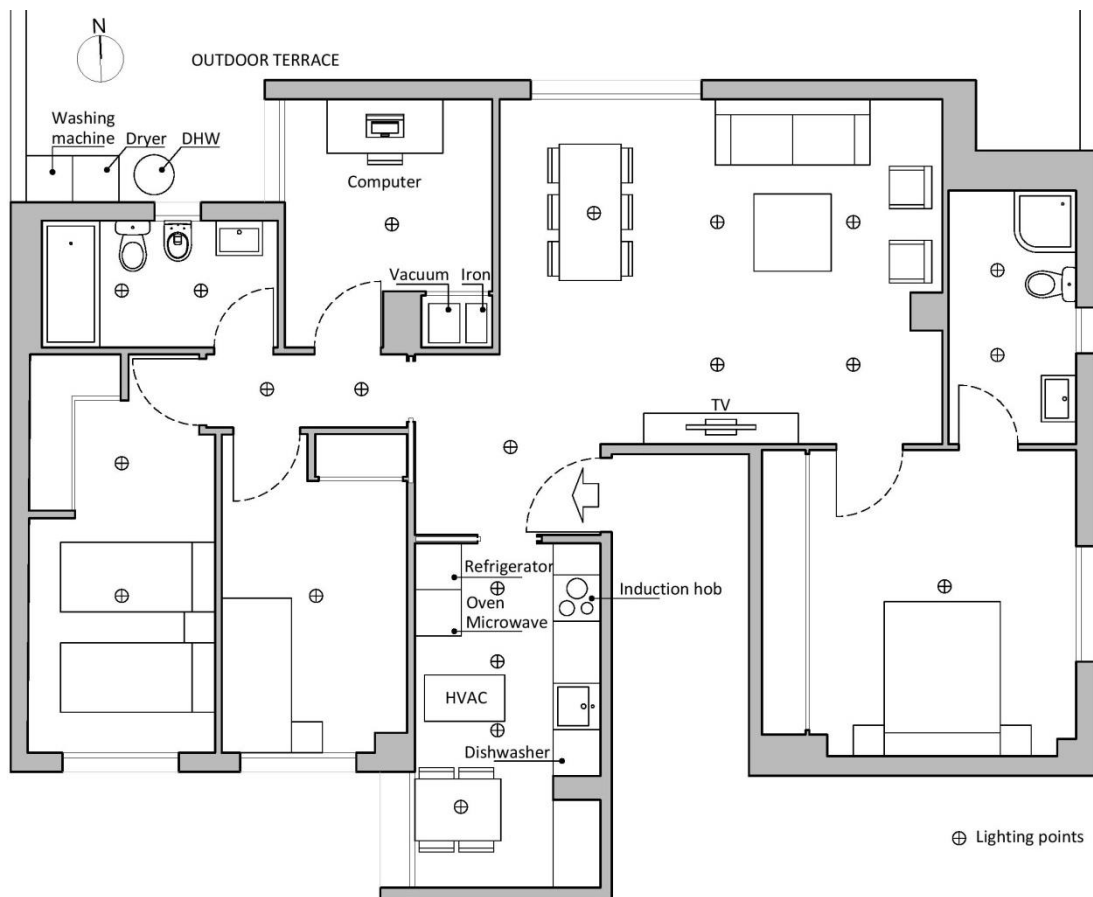 N
OUTDOOR TERRACE
Washing
machine
Dryer
DHW
Computer
Vacuum
Iron
TV
Refrigerator
Oven
Microwave
Induction hob
HVAC
Dishwasher
Lighting points